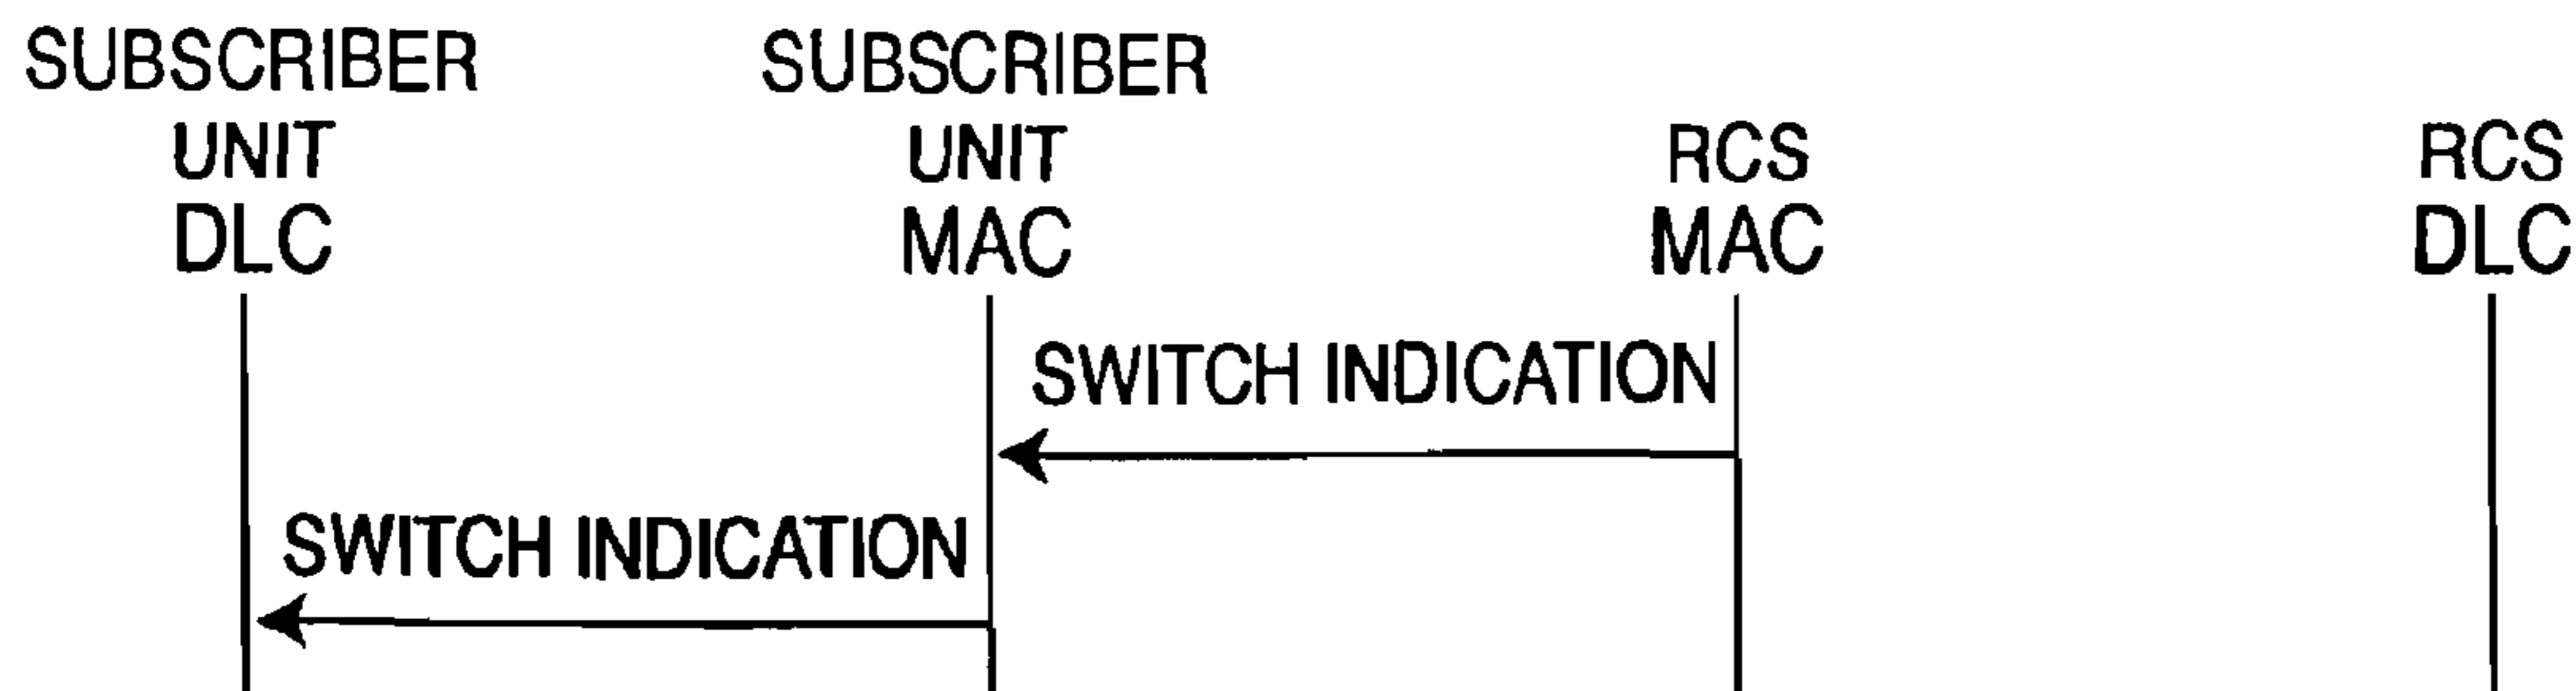 SUBSCRIBER
UNIT
DLC
SUBSCRIBER
UNIT
MAC
RCS
MAC
RCS
DLC
SWITCH INDICATION
SWITCH INDICATION